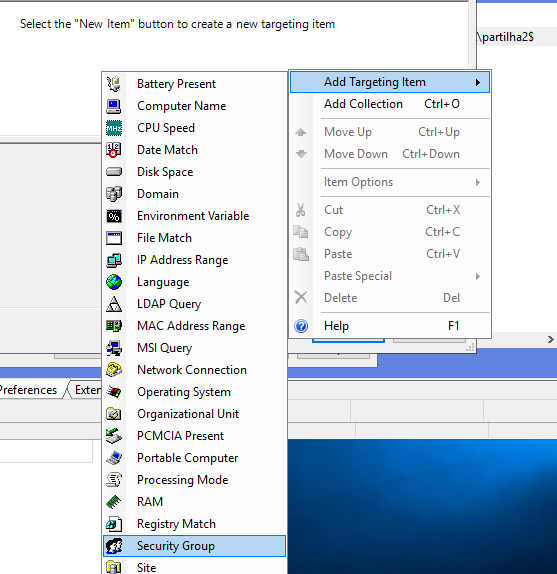 Select the "New Item" button to create a new targeting item
\partilha2$
Add Targeting Item
Add Collection Ctrl+O
Move Up Ctrl+Up
Move Down Ctrl+Down
Item Options
Cut Ctrl+X
Copy Ctrl+C
Paste Ctrl+V
Paste Special
Delete Del
Help F1
Battery Present
Computer Name
CPU Speed
Date Match
Disk Space
Domain
Environment Variable
File Match
IP Address Range
Language
LDAP Query
MAC Address Range
MSI Query
Network Connection
Operating System
Organizational Unit
PCMCIA Present
Portable Computer
Processing Mode
RAM
Registry Match
Security Group
Site
Preferences Exten